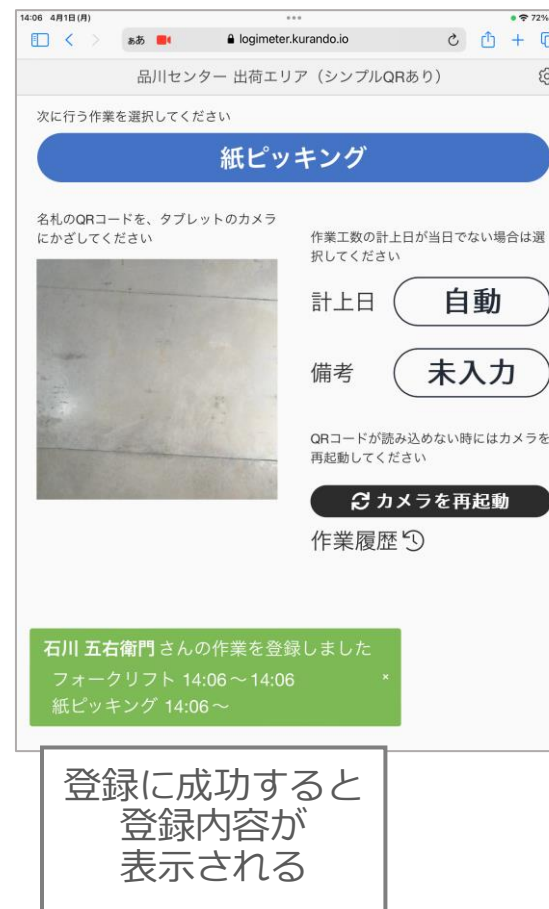 14:06 4月1日(月)
72%
ぁあ
logimeter.kurando.io
品川センター 出荷エリア（シンプルQRあり）
次に行う作業を選択してください
紙ピッキング
名札のQRコードを、タブレットのカメラ
にかざしてください
作業工数の計上日が当日でない場合は選
択してください
計上日
自動
備考
未入力
QRコードが読み込めない時にはカメラを
再起動してください
カメラを再起動
作業履歴
石川 五右衛門 さんの作業を登録しました
フォークリフト 14:06～14:06
×
紙ピッキング 14:06～
登録に成功すると
登録内容が
表示される